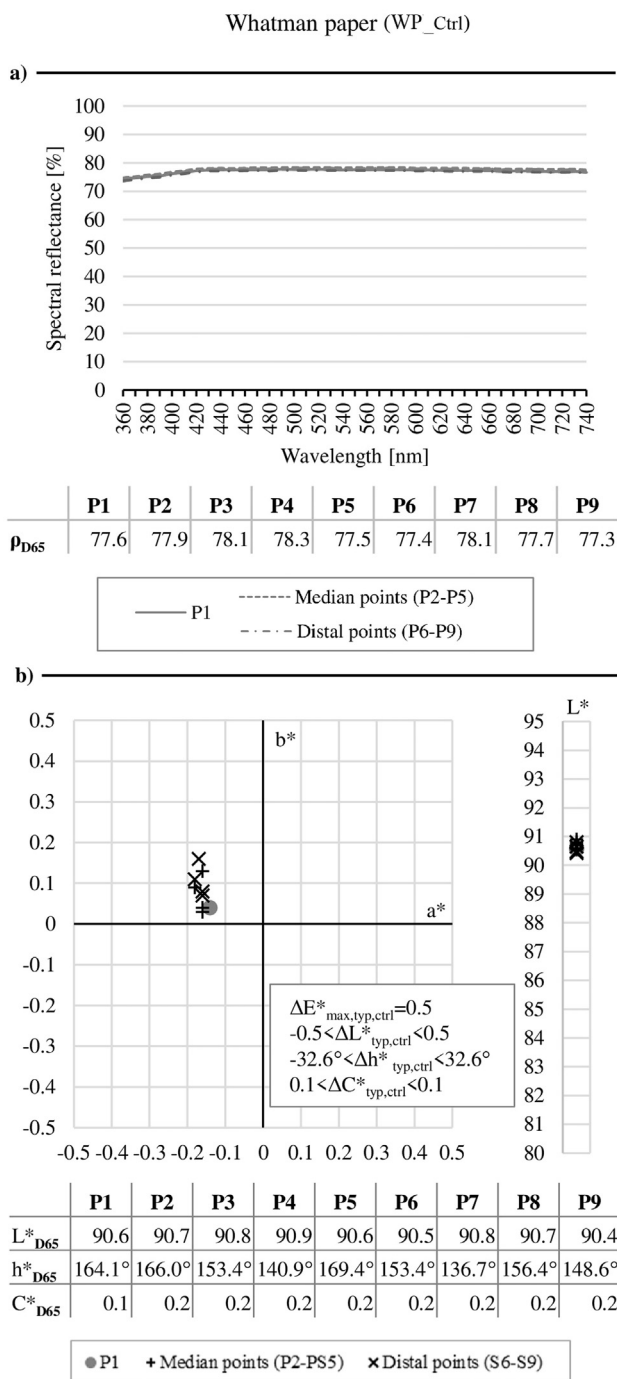 Whatman paper (WP_Ctrl)
a)
Spectral reflectance [%]
100
90
80
70
60
50
40
30
20
10
0
360 380 400 420 440 460 480 500 520 540 560 580 600 620 640 660 680 700 720 740
Wavelength [nm]
P1 P2 P3 P4 P5 P6 P7 P8 P9
ρD65 77.6 77.9 78.1 78.3 77.5 77.4 78.1 77.7 77.3
P1
Median points (P2-P5)
Distal points (P6-P9)
b)
b*
0.5
0.4
0.3
0.2
0.1
0
-0.1
-0.2
-0.3
-0.4
-0.5
a*
-0.5 -0.4 -0.3 -0.2 -0.1 0 0.1 0.2 0.3 0.4 0.5
ΔE*max,typ,ctrl=0.5
-0.5<ΔL*typ,ctrl<0.5
-32.6°<Δh*typ,ctrl<32.6°
0.1<ΔC*typ,ctrl<0.1
L*
95
94
93
92
91
90
89
88
87
86
85
84
83
82
81
80
P1 P2 P3 P4 P5 P6 P7 P8 P9
L*D65 90.6 90.7 90.8 90.9 90.6 90.5 90.8 90.7 90.4
h*D65 164.1° 166.0° 153.4° 140.9° 169.4° 153.4° 136.7° 156.4° 148.6°
C*D65 0.1 0.2 0.2 0.2 0.2 0.2 0.2 0.2 0.2
P1 Median points (P2-PS5) Distal points (S6-S9)